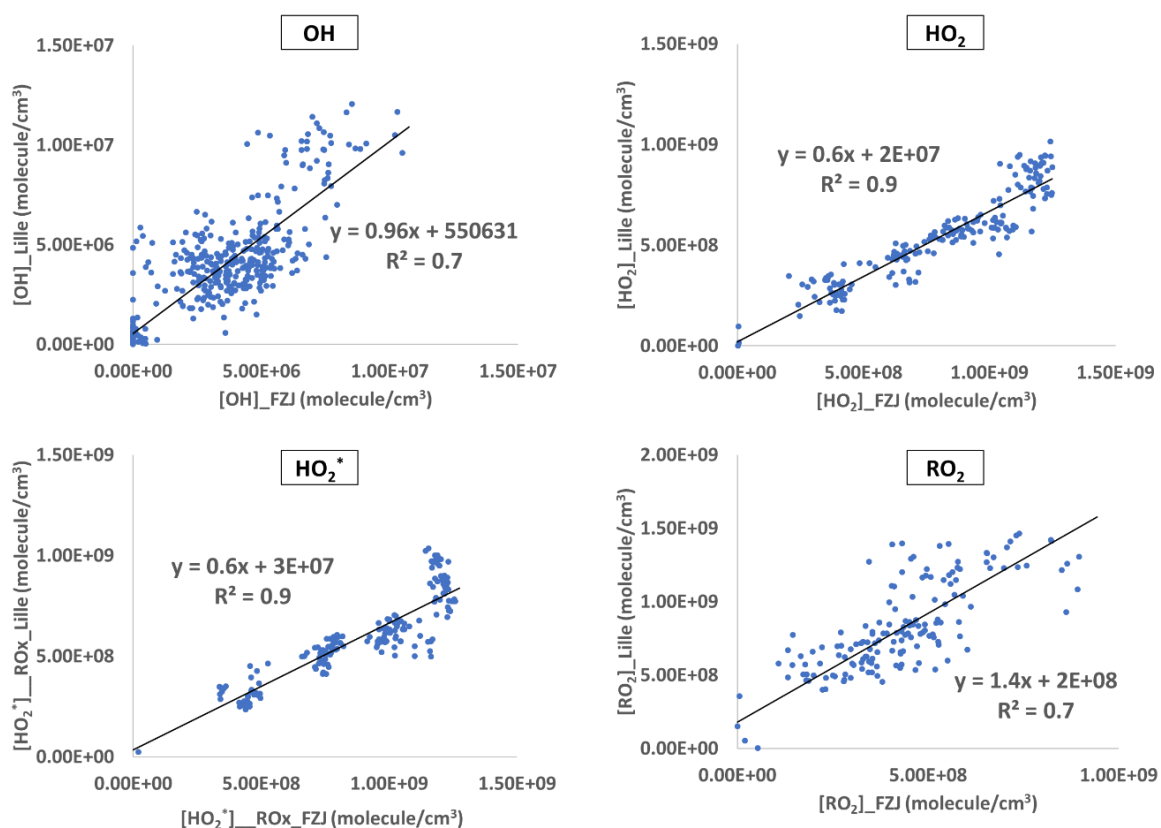 OH
1.50E+07
1.00E+07
5.00E+06
0.00E+00
[OH]_Lille (molecule/cm³)
y = 0.96x + 550631
R² = 0.7
0.00E+00 5.00E+06 1.00E+07 1.50E+07
[OH]_FZJ (molecule/cm³)
HO₂
1.50E+09
1.00E+09
5.00E+08
0.00E+00
[HO₂]_Lille (molecule/cm³)
y = 0.6x + 2E+07
R² = 0.9
0.00E+00 5.00E+08 1.00E+09 1.50E+09
[HO₂]_FZJ (molecule/cm³)
HO₂*
1.50E+09
1.00E+09
5.00E+08
0.00E+00
[HO₂*]__ROx_Lille (molecule/cm³)
y = 0.6x + 3E+07
R² = 0.9
0.00E+00 5.00E+08 1.00E+09 1.50E+09
[HO₂*]__ROx_FZJ (molecule/cm³)
RO₂
2.00E+09
1.50E+09
1.00E+09
5.00E+08
0.00E+00
[RO₂]_Lille (molecule/cm³)
y = 1.4x + 2E+08
R² = 0.7
0.00E+00 5.00E+08 1.00E+09
[RO₂]_FZJ (molecule/cm³)